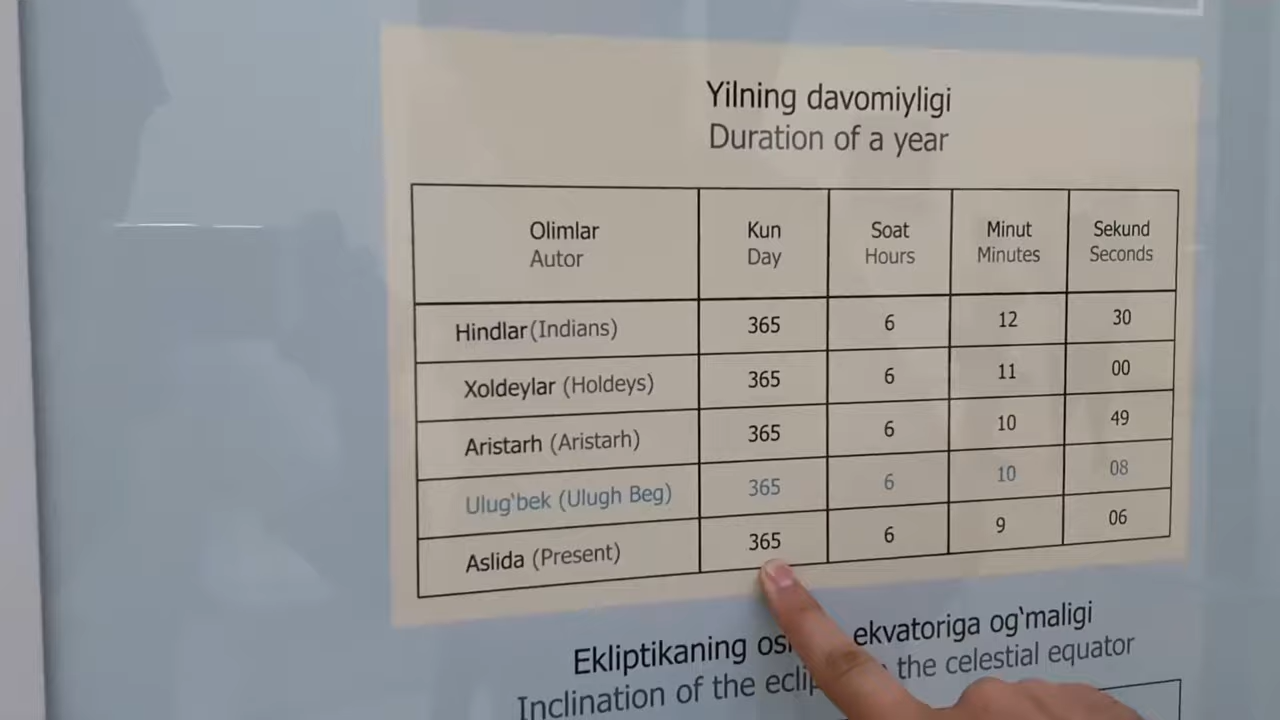 Yilning davomiyligi
Duration of a year
Olimlar Kun Soat Minut Sekund
Autor Day Hours Minutes Seconds
Hindlar (Indians) 365 6 12 30
Xoldeylar (Holdeys) 365 6 11 00
Aristarh (Aristarh) 365 6 10 49
Ulug‘bek (Ulugh Beg) 365 6 10 08
Aslida (Present) 365 6 9 06
Ekliptikaning ekvatoriga og‘maligi
Inclination of the the celestial equator